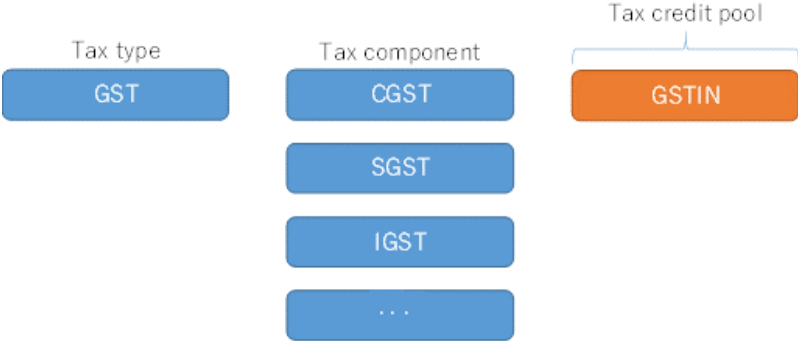 Tax type
GST
Tax component
CGST
SGST
IGST
...
Tax credit pool
GSTIN